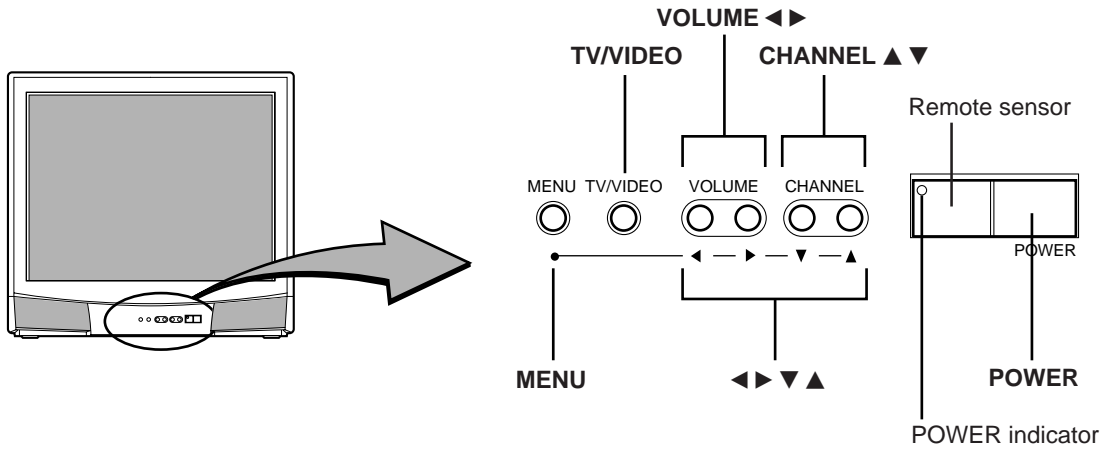 VOLUME ◀ ▶
TV/VIDEO CHANNEL ▲ ▼
Remote sensor
MENU TV/VIDEO VOLUME CHANNEL
POWER
◀ ▶ ▼ ▲
MENU ◀ ▶ ▼ ▲ POWER
POWER indicator